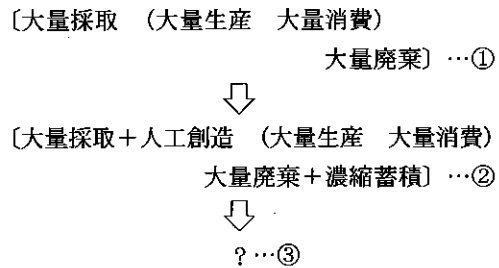 〔大量採取　（大量生産　大量消費）
大量廃棄〕…①
〔大量採取＋人工創造　（大量生産　大量消費）
大量廃棄＋濃縮蓄積〕…②
？…③